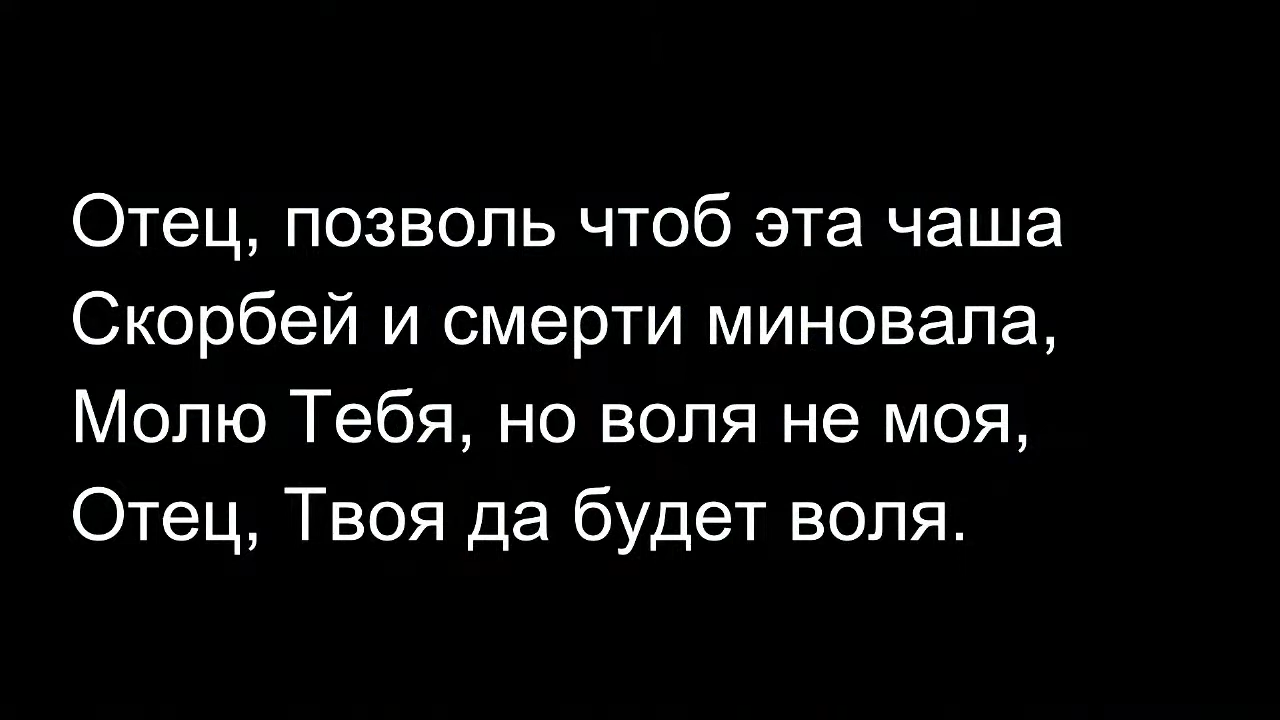 Отец, позволь чтоб эта чаша
Скорбей и смерти миновала,
Молю Тебя, но воля не моя,
Отец, Твоя да будет воля.